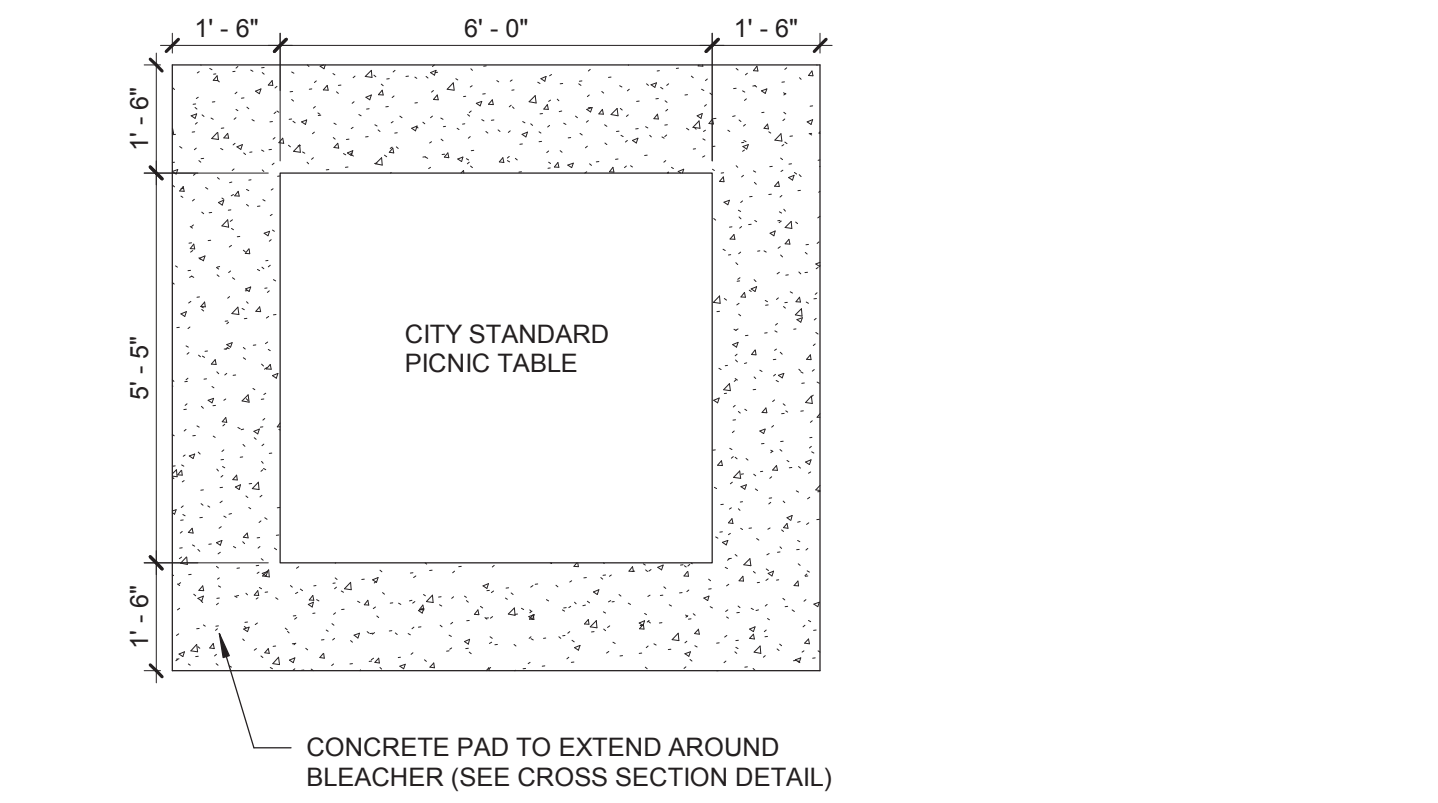 1' - 6" 6' - 0" 1' - 6"
1' - 6"
5' - 5"
1' - 6"
CITY STANDARD
PICNIC TABLE
CONCRETE PAD TO EXTEND AROUND
BLEACHER (SEE CROSS SECTION DETAIL)